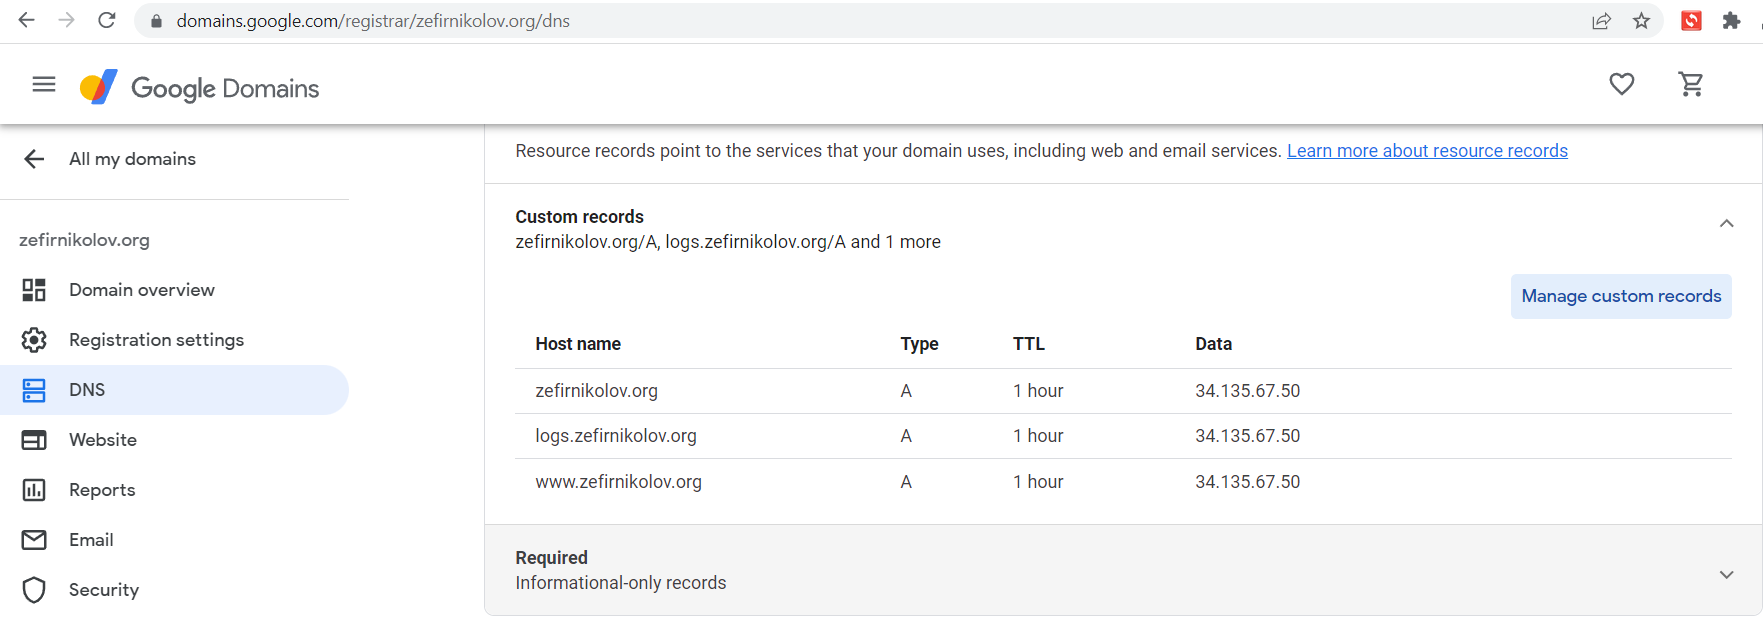 domains.google.com/registrar/zefirnikolov.org/dns
Google Domains
All my domains
zefirnikolov.org
Domain overview
Registration settings
DNS
Website
Reports
Email
Security
Resource records point to the services that your domain uses, including web and email services. Learn more about resource records
Custom records
zefirnikolov.org/A, logs.zefirnikolov.org/A and 1 more
Manage custom records
Host name Type TTL Data
zefirnikolov.org A 1 hour 34.135.67.50
logs.zefirnikolov.org A 1 hour 34.135.67.50
www.zefirnikolov.org A 1 hour 34.135.67.50
Required
Informational-only records